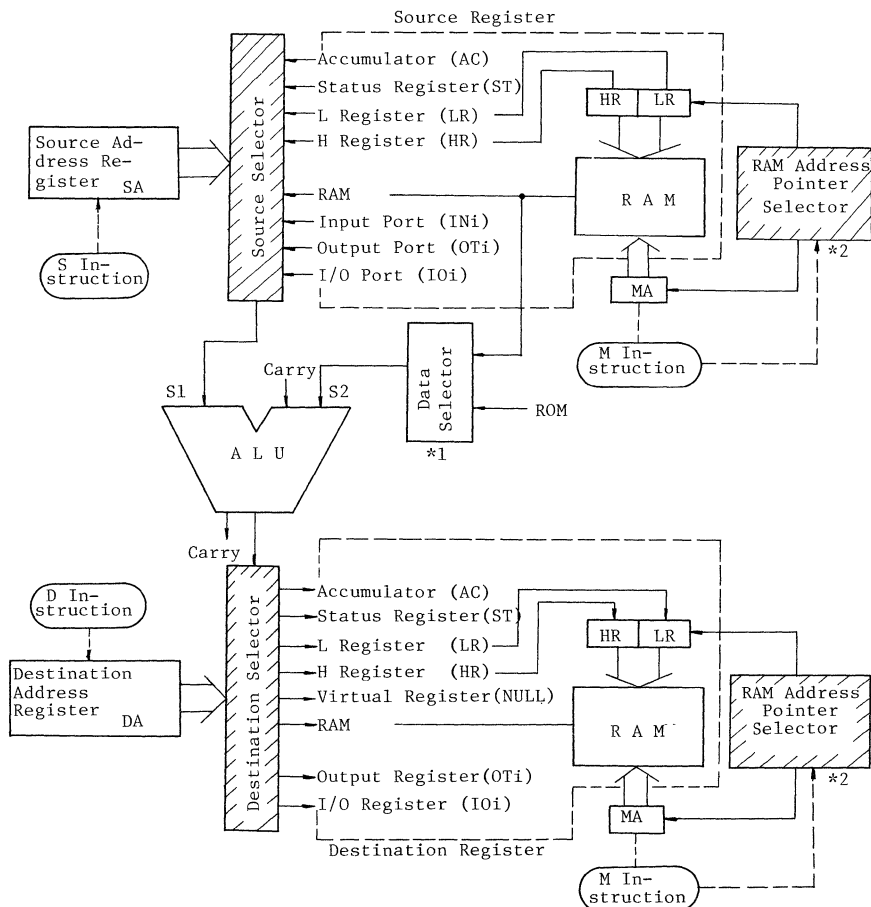 Source Register
Accumulator (AC)
Status Register(ST)
L Register (LR)
H Register (HR)
RAM
Input Port (INi)
Output Port (OTi)
I/O Port (IOi)
Source Selector
Source Ad-
dress Re-
gister SA
S In-
struction
HR LR
R A M
MA
RAM Address
Pointer
Selector
*2
M In-
struction
Data
Selector
*1
ROM
S1
Carry
S2
A L U
Carry
D In-
struction
Destination
Address
Register
DA
Destination Selector
Accumulator (AC)
Status Register(ST)
L Register (LR)
H Register (HR)
Virtual Register(NULL)
RAM
Output Register(OTi)
I/O Register (IOi)
Destination Register
HR LR
R A M
MA
RAM Address
Pointer
Selector
*2
M In-
struction